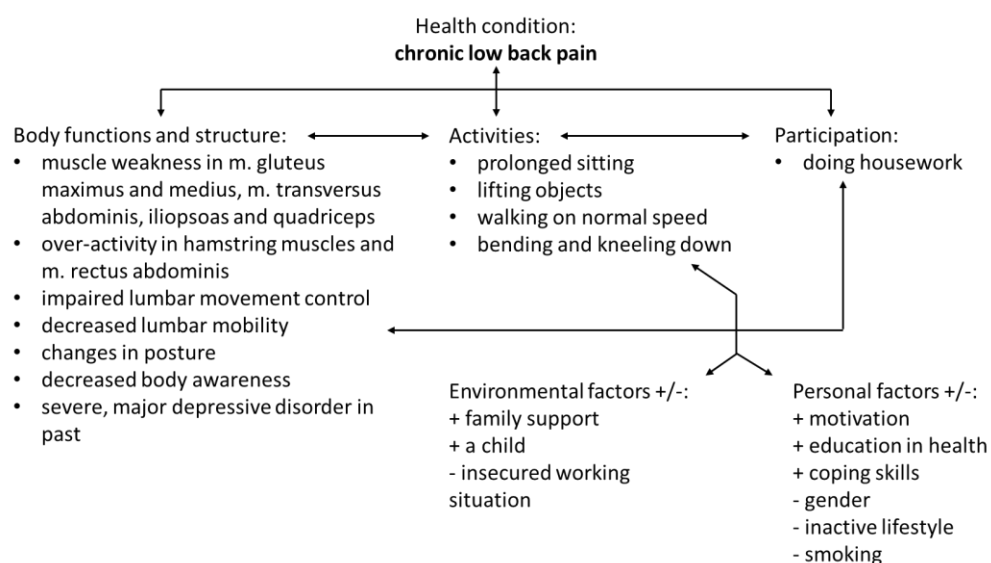 Health condition:
chronic low back pain
Body functions and structure:
• muscle weakness in m. gluteus
maximus and medius, m. transversus
abdominis, iliopsoas and quadriceps
• over-activity in hamstring muscles and
m. rectus abdominis
• impaired lumbar movement control
• decreased lumbar mobility
• changes in posture
• decreased body awareness
• severe, major depressive disorder in
past
Activities:
• prolonged sitting
• lifting objects
• walking on normal speed
• bending and kneeling down
Participation:
• doing housework
Environmental factors +/-:
+ family support
+ a child
- insecured working
situation
Personal factors +/-:
+ motivation
+ education in health
+ coping skills
- gender
- inactive lifestyle
- smoking